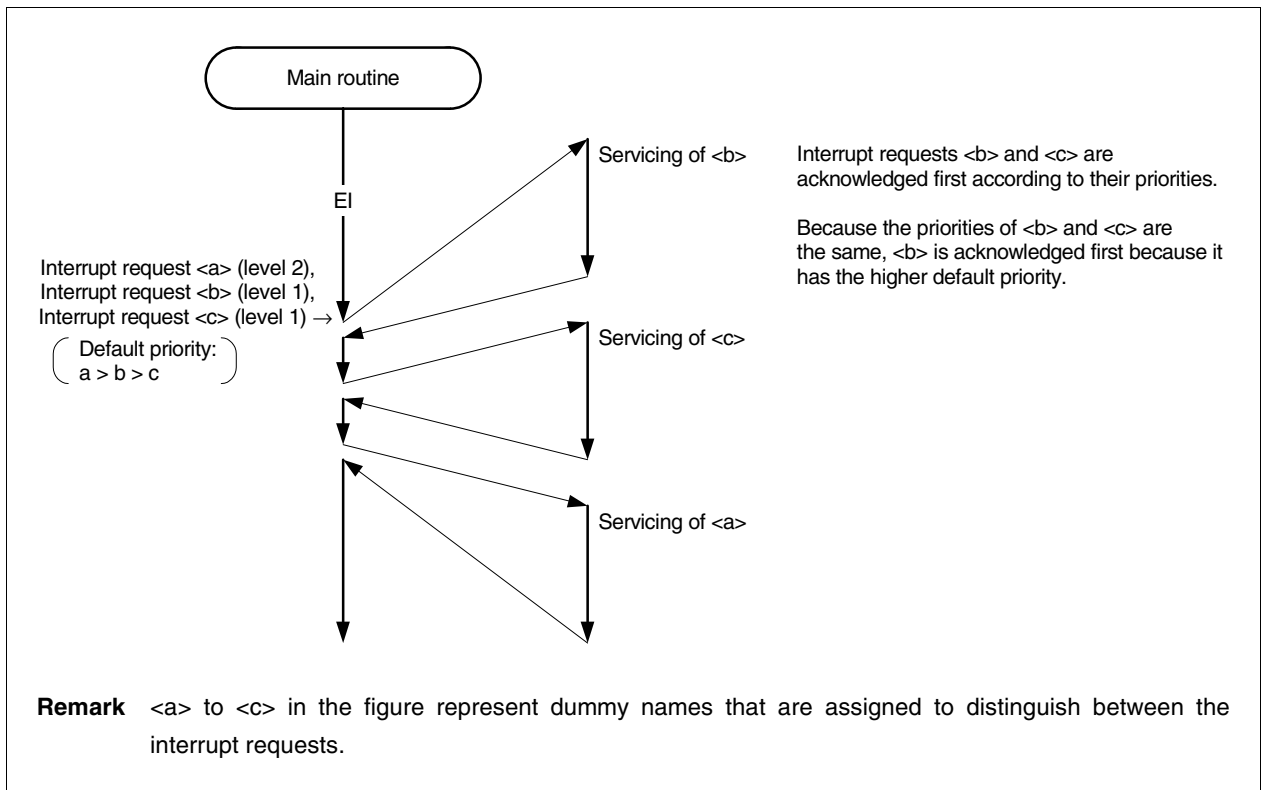 Main routine
EI
Interrupt request <a> (level 2),
Interrupt request <b> (level 1),
Interrupt request <c> (level 1) →
Default priority:
a > b > c
Servicing of <b>
Servicing of <c>
Servicing of <a>
Interrupt requests <b> and <c> are
acknowledged first according to their priorities.
Because the priorities of <b> and <c> are
the same, <b> is acknowledged first because it
has the higher default priority.
Remark <a> to <c> in the figure represent dummy names that are assigned to distinguish between the
interrupt requests.